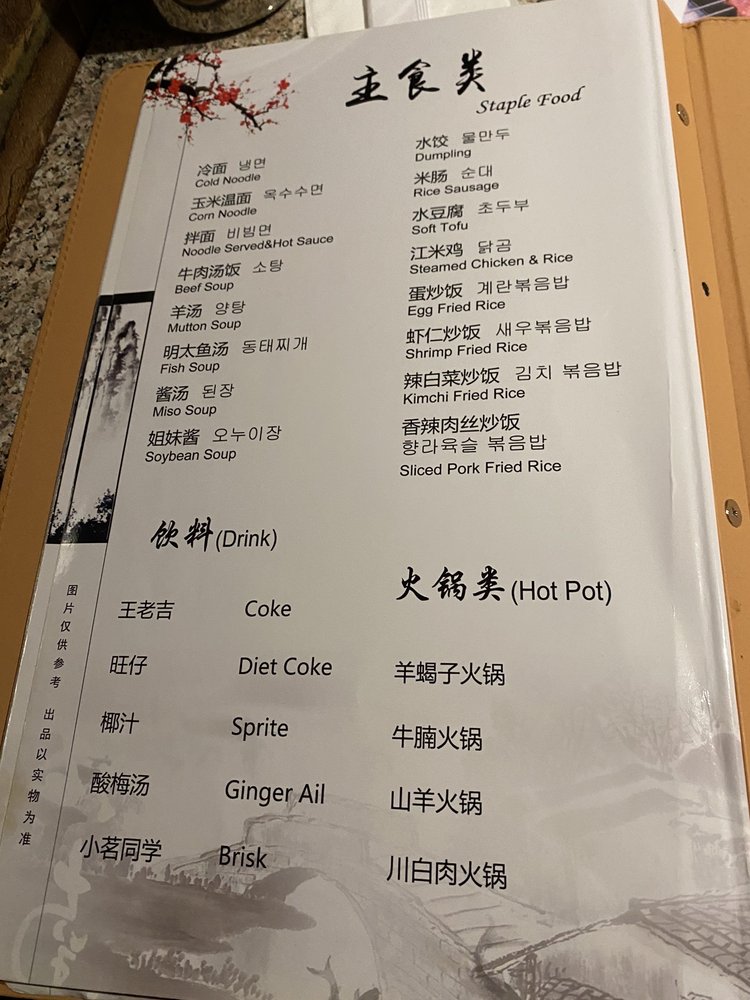 主食类
Staple Food
冷面 냉면
Cold Noodle
玉米温面 옥수수면
Corn Noodle
拌面 비빔면
Noodle Served&Hot Sauce
牛肉汤饭 소탕
Beef Soup
羊汤 양탕
Mutton Soup
明太鱼汤 동태찌개
Fish Soup
酱汤 된장
Miso Soup
姐妹酱 오누이장
Soybean Soup
水饺 물만두
Dumpling
米肠 순대
Rice Sausage
水豆腐 초두부
Soft Tofu
江米鸡 닭곰
Steamed Chicken & Rice
蛋炒饭 계란볶음밥
Egg Fried Rice
虾仁炒饭 새우볶음밥
Shrimp Fried Rice
辣白菜炒饭 김치 볶음밥
Kimchi Fried Rice
香辣肉丝炒饭
향라육슬 볶음밥
Sliced Pork Fried Rice
饮料(Drink)
王老吉 Coke
旺仔 Diet Coke
椰汁 Sprite
酸梅汤 Ginger Ail
小茗同学 Brisk
火锅类(Hot Pot)
羊蝎子火锅
牛腩火锅
山羊火锅
川白肉火锅
图片仅供参考 出品以实物为准